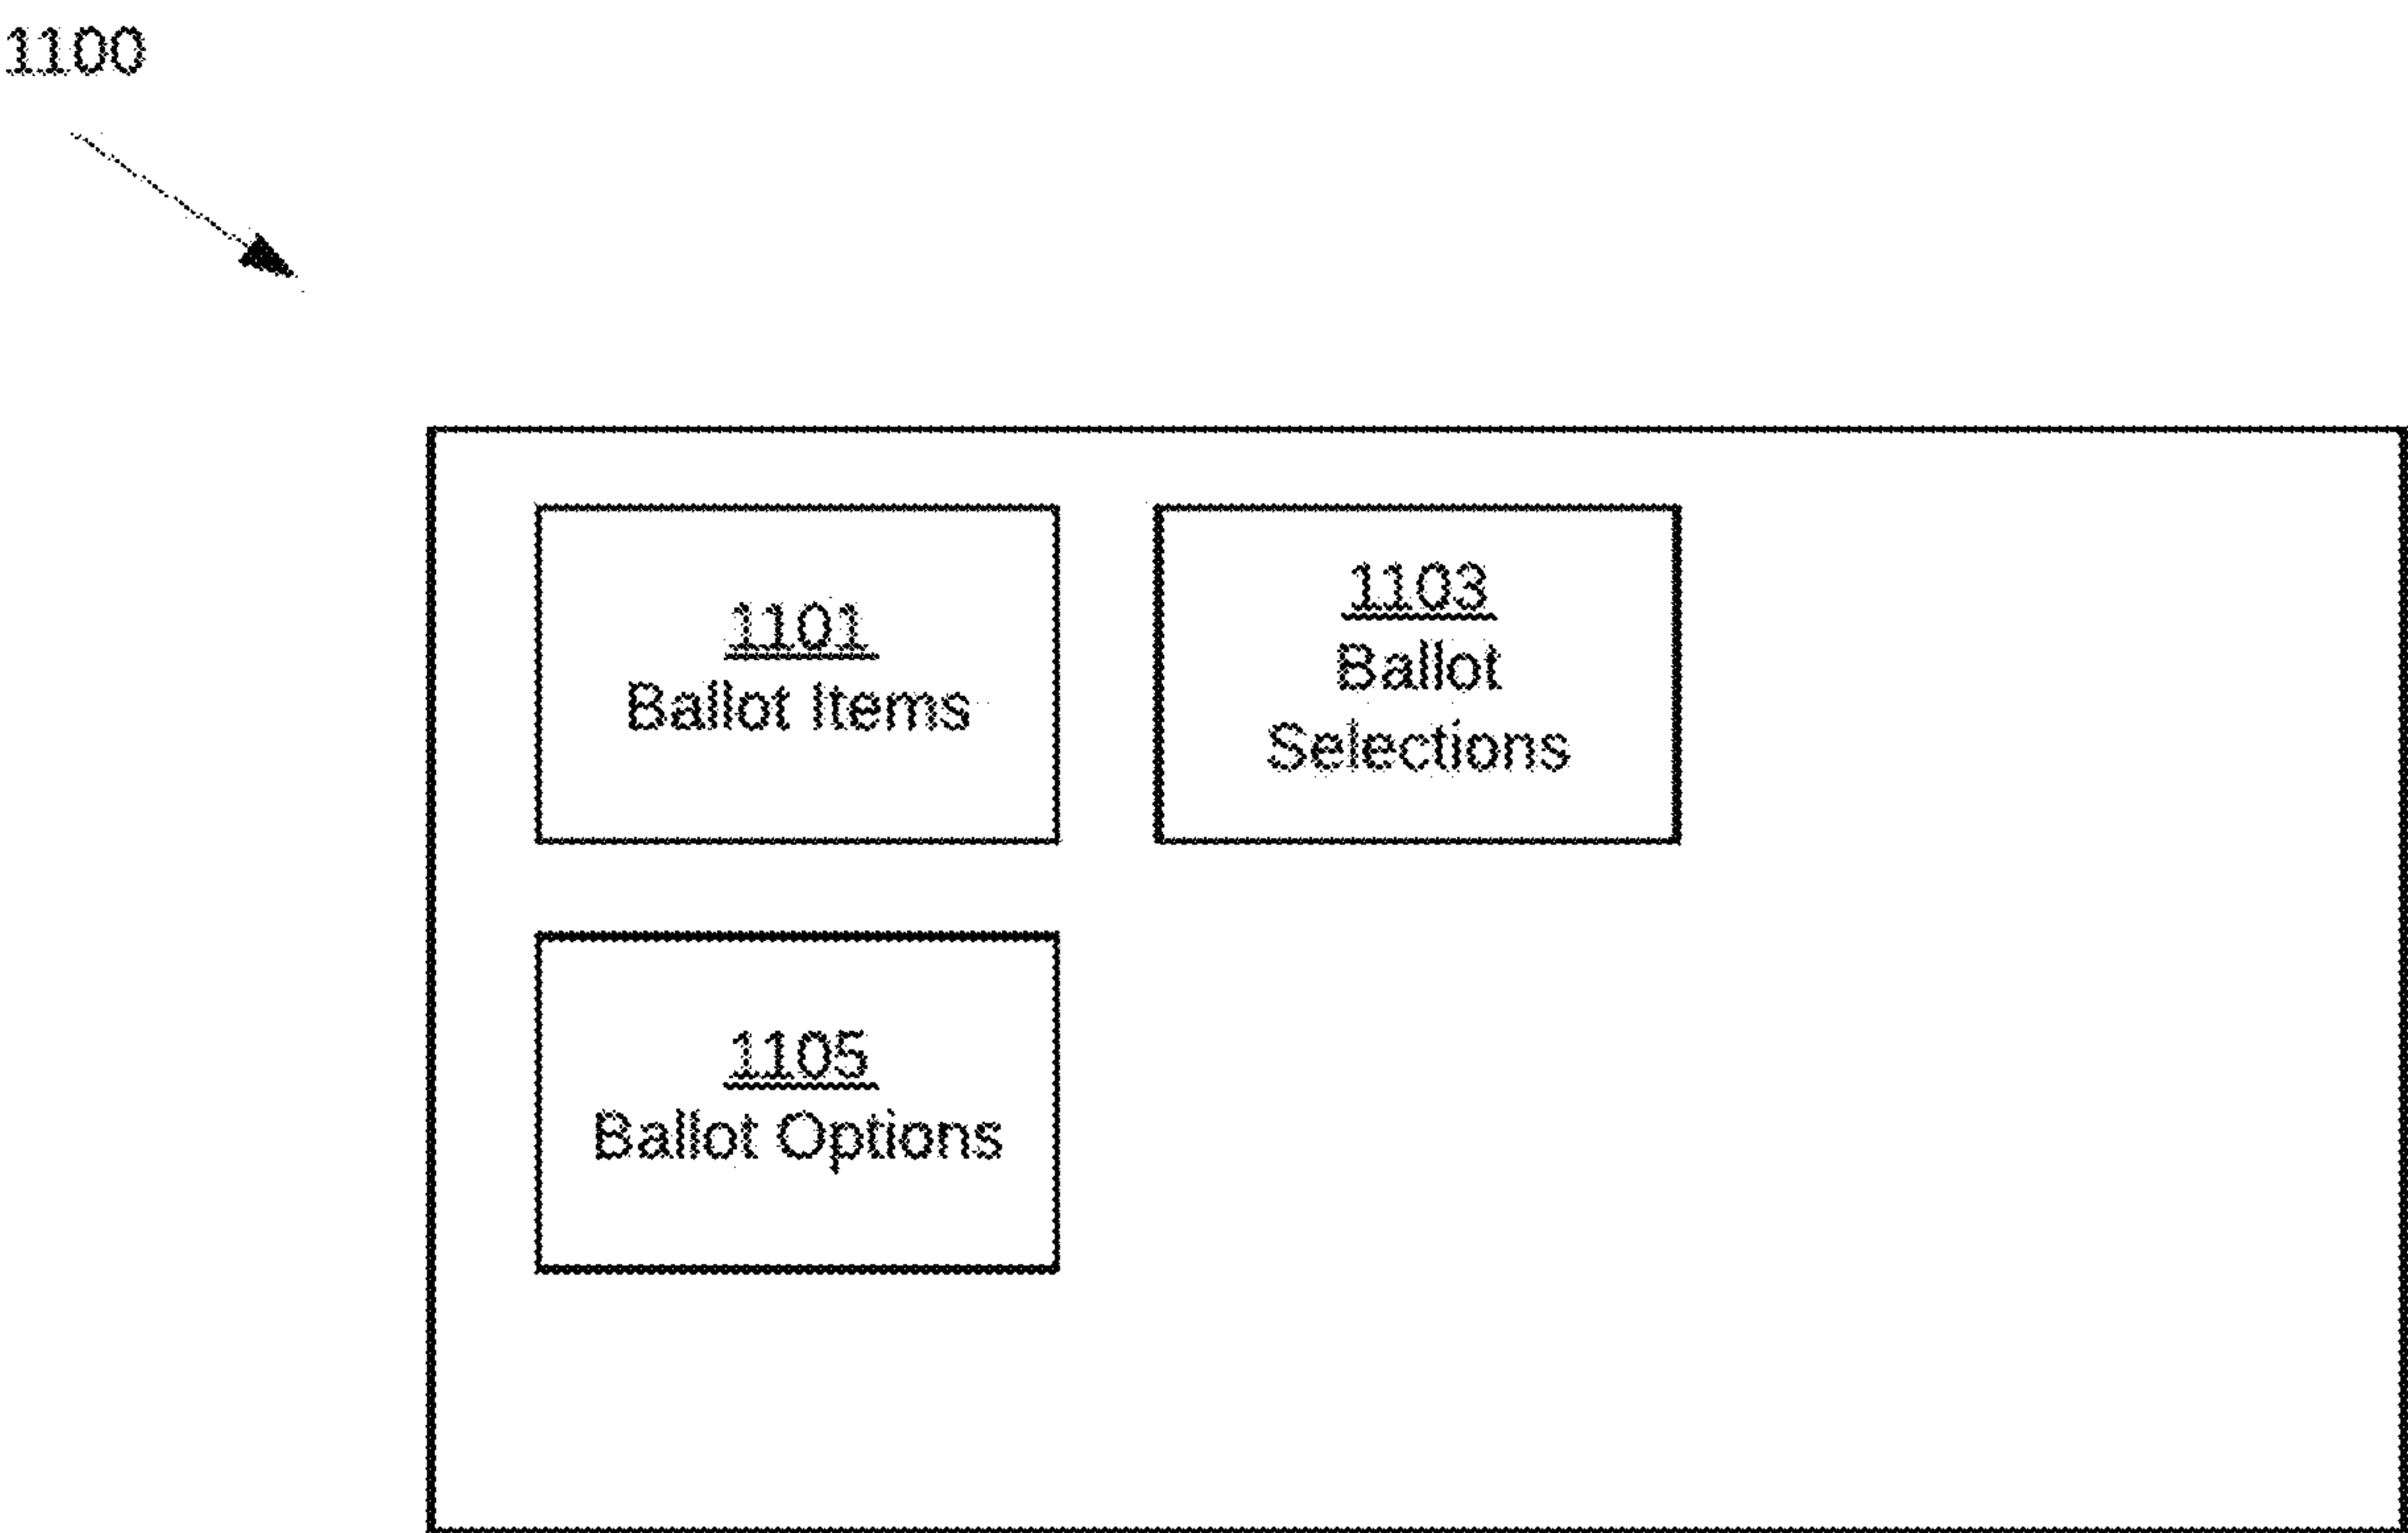 1100
1101
Ballot Items
1103
Ballot
Selections
1105
Ballot Options